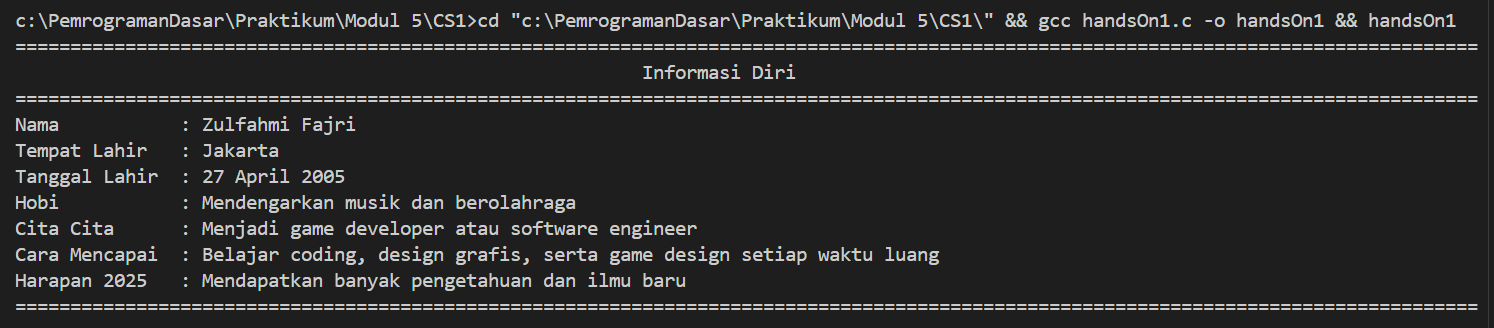 c:\PemrogramanDasar\Praktikum\Modul 5\CS1>cd "c:\PemrogramanDasar\Praktikum\Modul 5\CS1\" && gcc handsOn1.c -o handsOn1 && handsOn1
=====================================================================================================================================
                                                         Informasi Diri
=====================================================================================================================================
Nama           : Zulfahmi Fajri
Tempat Lahir   : Jakarta
Tanggal Lahir  : 27 April 2005
Hobi           : Mendengarkan musik dan berolahraga
Cita Cita      : Menjadi game developer atau software engineer
Cara Mencapai  : Belajar coding, design grafis, serta game design setiap waktu luang
Harapan 2025   : Mendapatkan banyak pengetahuan dan ilmu baru
=====================================================================================================================================